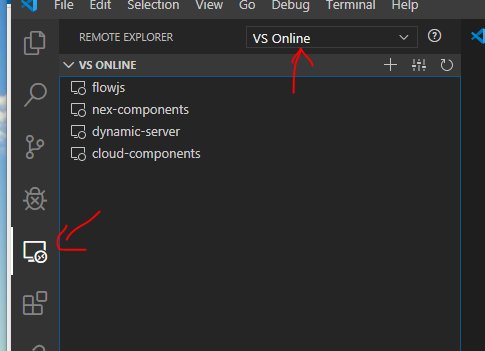 File Edit Selection View Go Debug Terminal Help
REMOTE EXPLORER VS Online
VS ONLINE
flowjs
nex-components
dynamic-server
cloud-components